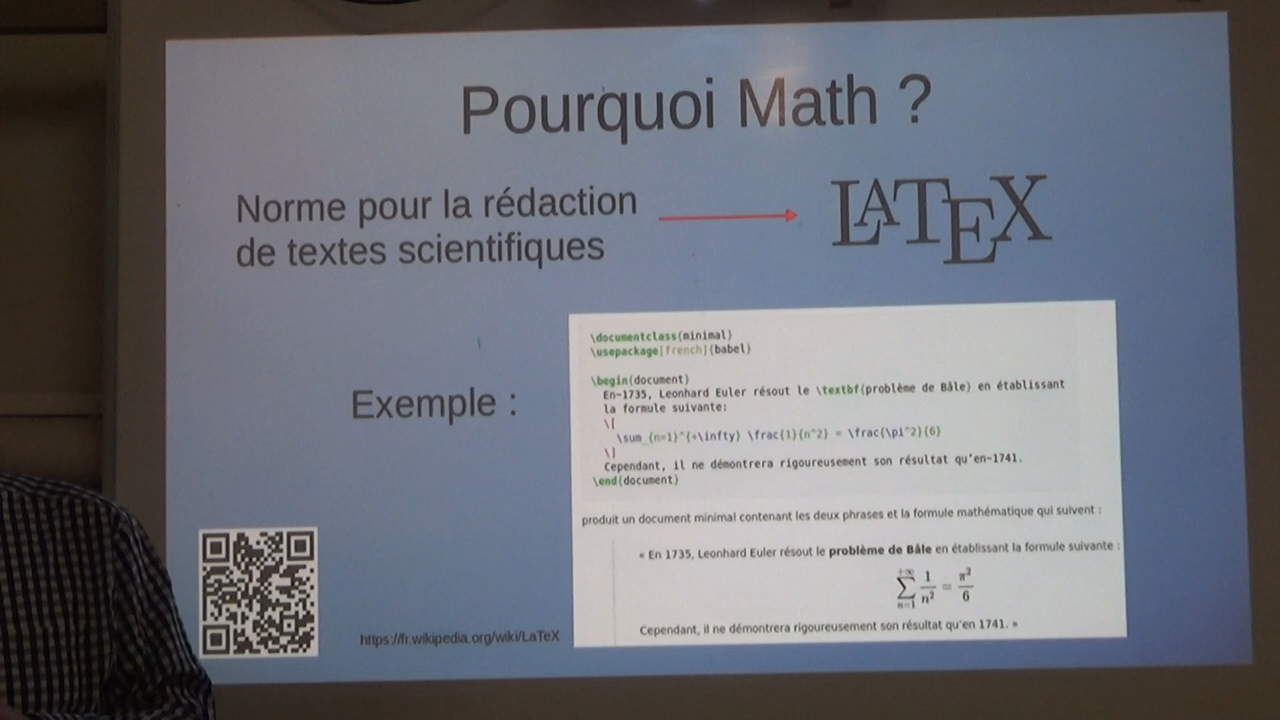 Pourquoi Math ?
Norme pour la rédaction
de textes scientifiques
LATEX
Exemple :
\documentclass{minimal}
\usepackage[french]{babel}
\begin{document}
En~1735, Leonhard Euler résout le \textbf{problème de Bâle} en établissant
la formule suivante:
\[
\sum_{n=1}^{+\infty} \frac{1}{n^2} = \frac{\pi^2}{6}
\]
Cependant, il ne démontrera rigoureusement son résultat qu'en~1741.
\end{document}
produit un document minimal contenant les deux phrases et la formule mathématique qui suivent :
« En 1735, Leonhard Euler résout le problème de Bâle en établissant la formule suivante :
+∞
∑ 1/n² = π²/6
n=1
Cependant, il ne démontrera rigoureusement son résultat qu'en 1741. »
https://fr.wikipedia.org/wiki/LaTeX